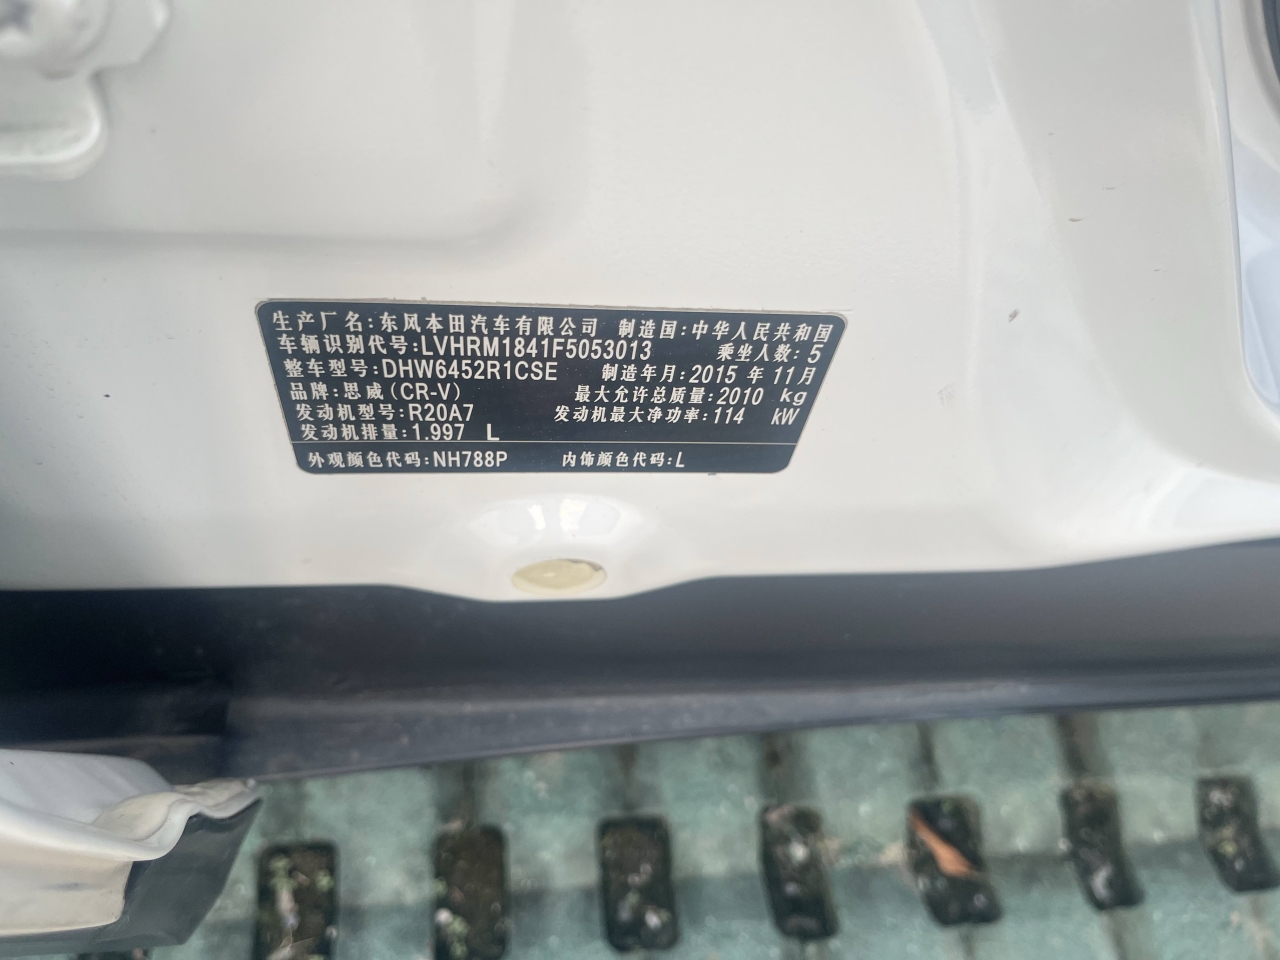 生产厂名:东风本田汽车有限公司 制造国:中华人民共和国
车辆识别代号:LVHRM1841F5053013 乘坐人数:5
整车型号:DHW6452R1CSE 制造年月:2015 年 11 月
品牌:思威(CR-V) 最大允许总质量:2010 kg
发动机型号:R20A7 发动机最大净功率:114 kW
发动机排量:1.997 L
外观颜色代码:NH788P 内饰颜色代码:L